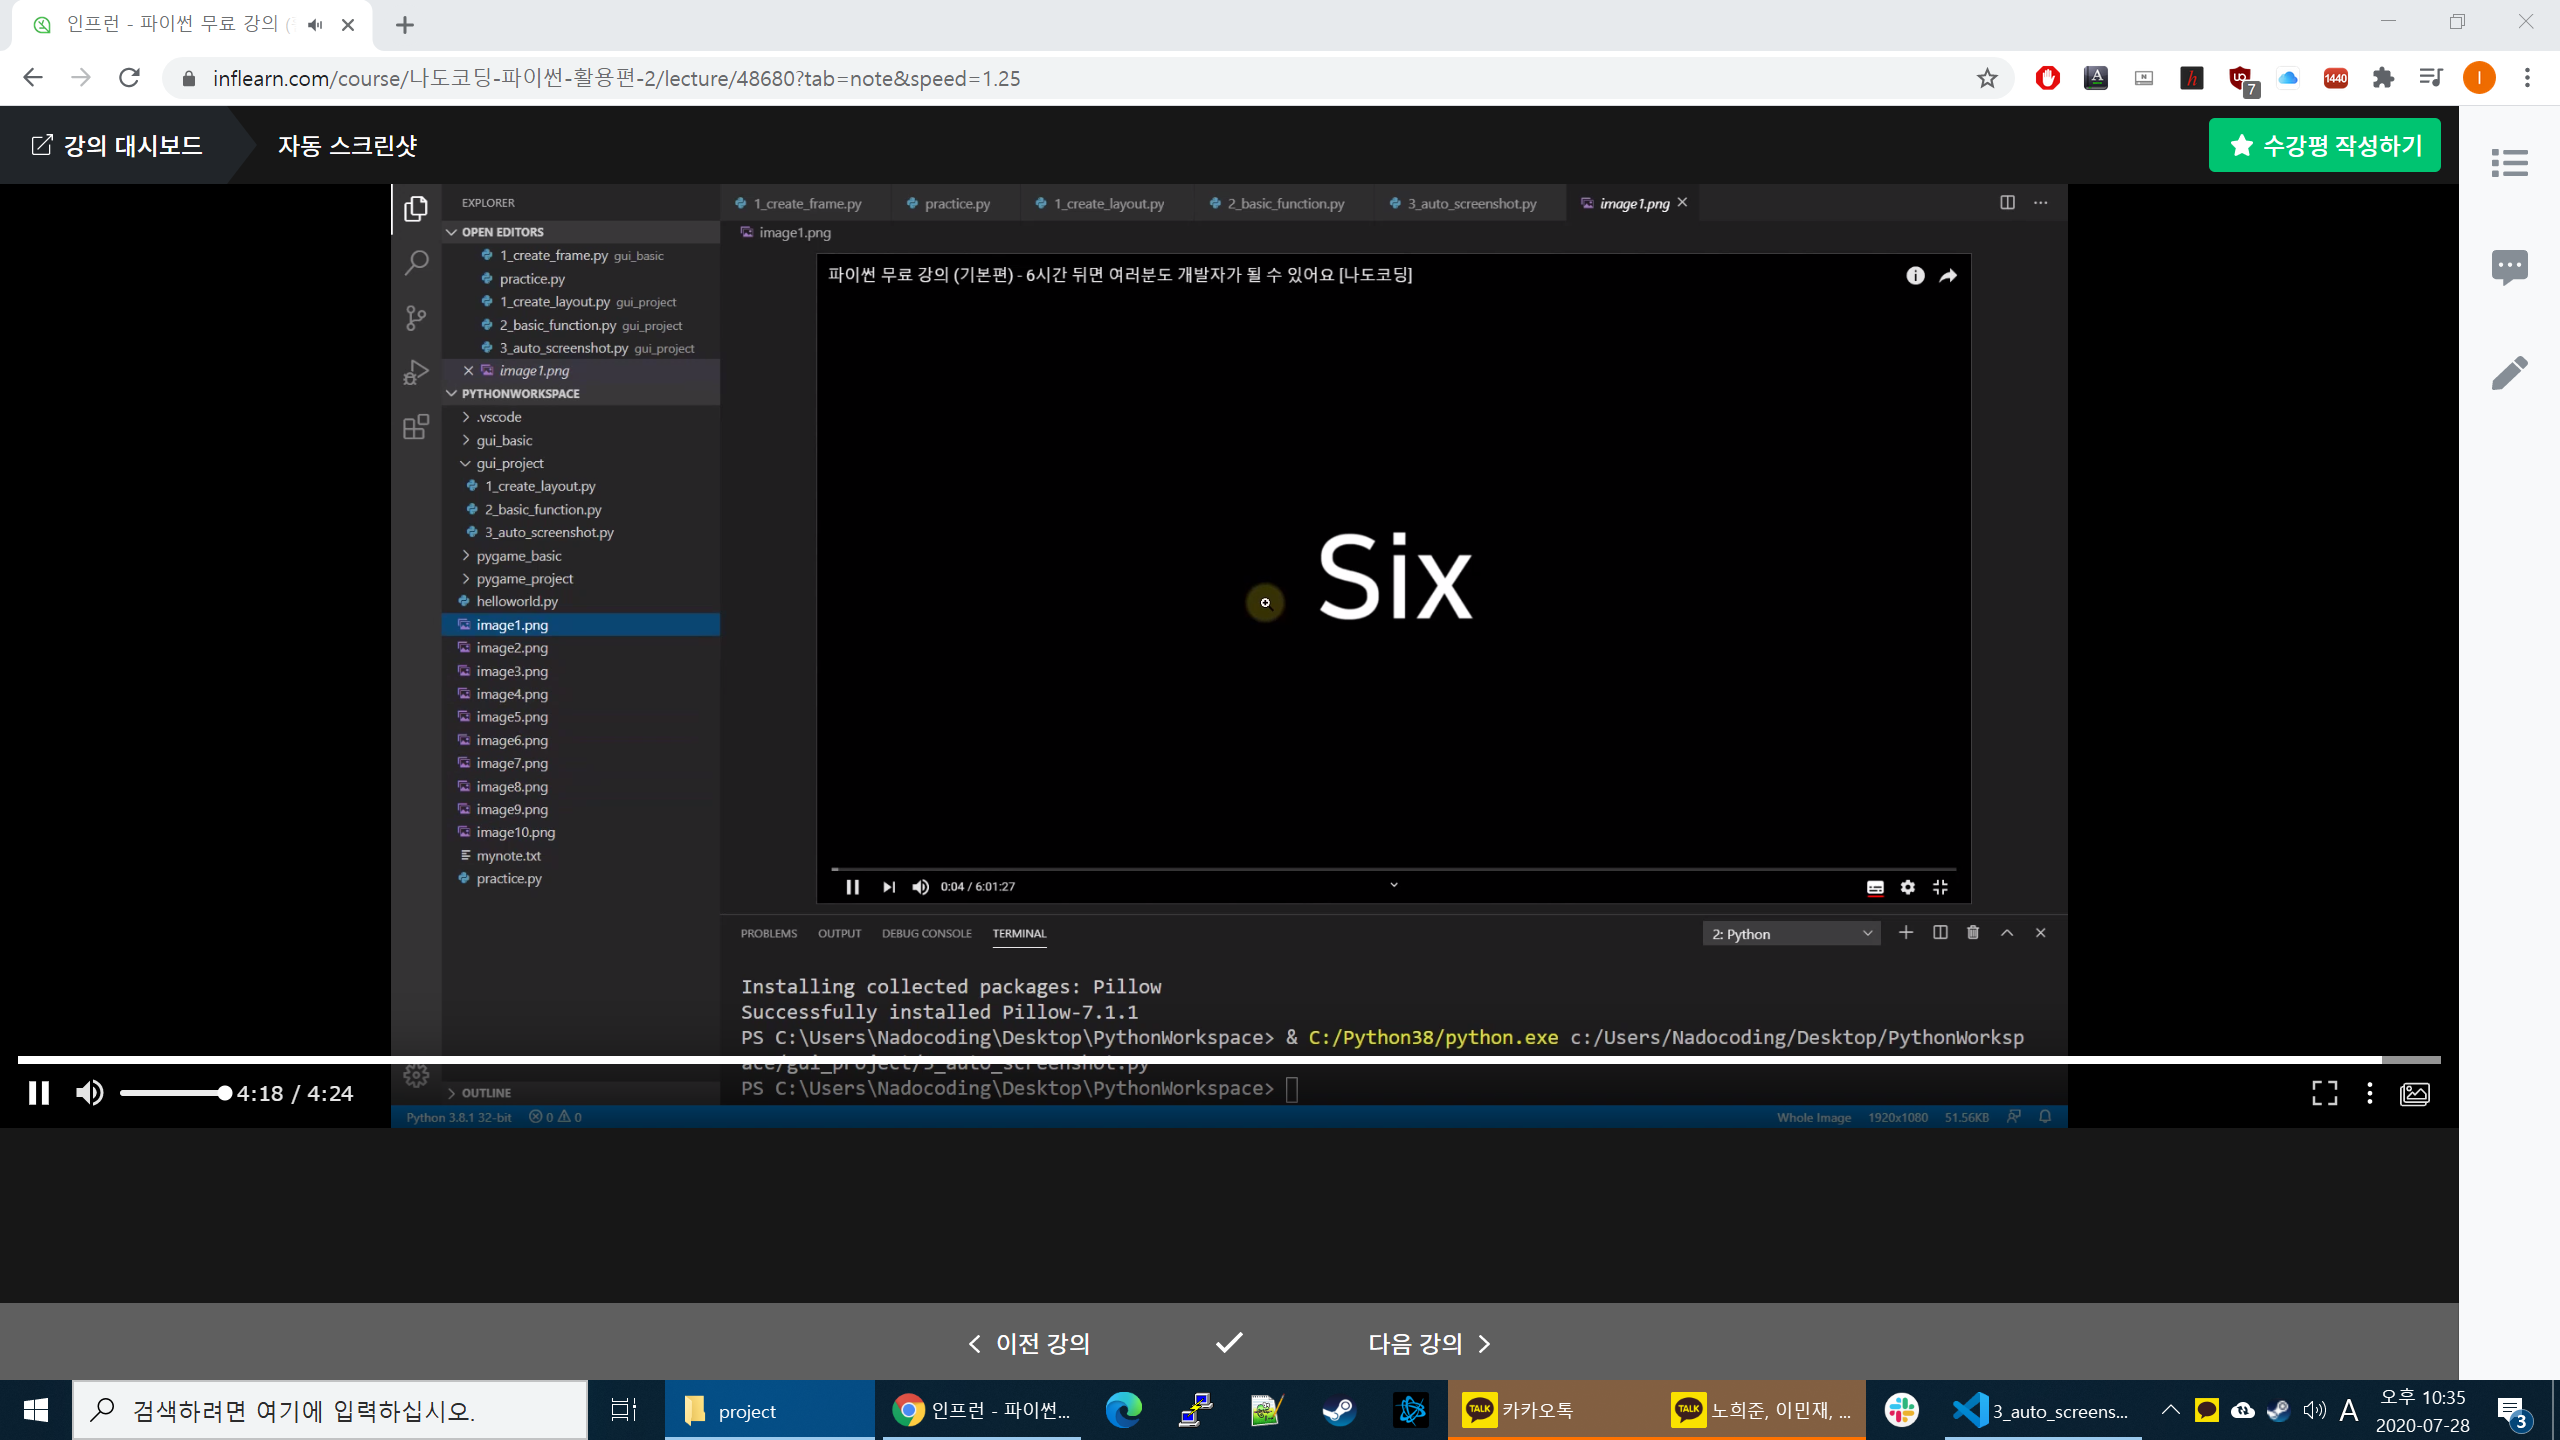 인프런 - 파이썬 무료 강의
inflearn.com/course/나도코딩-파이썬-활용편-2/lecture/48680?tab=note&speed=1.25
7
1440
I
강의 대시보드
자동 스크린샷
수강평 작성하기
EXPLORER
1_create_frame.py
practice.py
1_create_layout.py
2_basic_function.py
3_auto_screenshot.py
image1.png
OPEN EDITORS
image1.png
1_create_frame.py gui_basic
practice.py
1_create_layout.py gui_project
2_basic_function.py gui_project
3_auto_screenshot.py gui_project
image1.png
PYTHONWORKSPACE
.vscode
gui_basic
gui_project
1_create_layout.py
2_basic_function.py
3_auto_screenshot.py
pygame_basic
pygame_project
helloworld.py
image1.png
image2.png
image3.png
image4.png
image5.png
image6.png
image7.png
image8.png
image9.png
image10.png
mynote.txt
practice.py
OUTLINE
파이썬 무료 강의 (기본편) - 6시간 뒤면 여러분도 개발자가 될 수 있어요 [나도코딩]
Six
0:04 / 6:01:27
PROBLEMS
OUTPUT
DEBUG CONSOLE
TERMINAL
2: Python
Installing collected packages: Pillow
Successfully installed Pillow-7.1.1
PS C:\Users\Nadocoding\Desktop\PythonWorkspace> & C:/Python38/python.exe c:/Users/Nadocoding/Desktop/PythonWorksp
ace/gui_project/3_auto_screenshot.py
PS C:\Users\Nadocoding\Desktop\PythonWorkspace>
4:18 / 4:24
Python 3.8.1 32-bit
0
0
Whole Image
1920x1080
51.56KB
이전 강의
다음 강의
검색하려면 여기에 입력하십시오.
project
인프런 - 파이썬...
TALK
카카오톡
TALK
노희준, 이민재, ...
3_auto_screens...
A
오후 10:35
2020-07-28
3